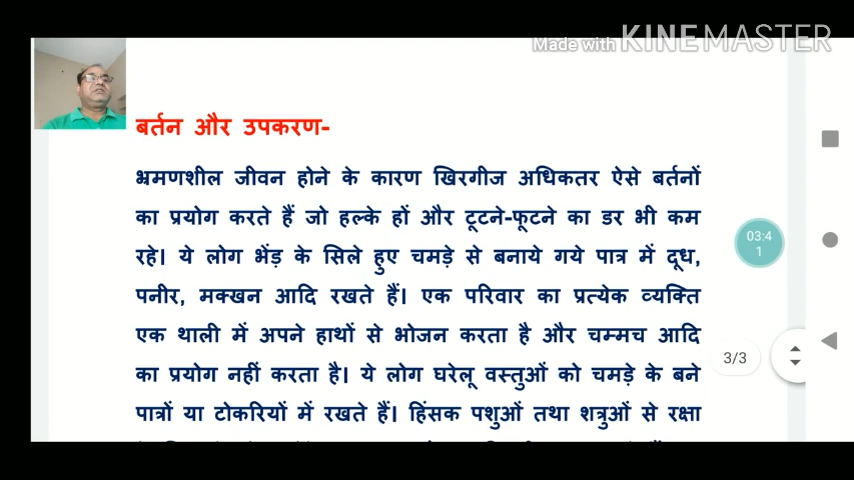 Made with KINEMASTER
बर्तन और उपकरण-
भ्रमणशील जीवन होने के कारण खिरगीज अधिकतर ऐसे बर्तनों
का प्रयोग करते हैं जो हल्के हों और टूटने-फूटने का डर भी कम
रहे। ये लोग भेंड़ के सिले हुए चमड़े से बनाये गये पात्र में दूध,
पनीर, मक्खन आदि रखते हैं। एक परिवार का प्रत्येक व्यक्ति
एक थाली में अपने हाथों से भोजन करता है और चम्मच आदि
का प्रयोग नहीं करता है। ये लोग घरेलू वस्तुओं को चमड़े के बने
पात्रों या टोकरियों में रखते हैं। हिंसक पशुओं तथा शत्रुओं से रक्षा
03:4
1
3/3